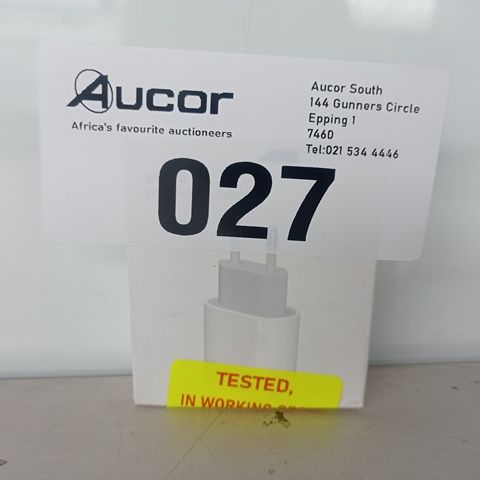 Aucor
Africa's favourite auctioneers
Aucor South
144 Gunners Circle
Epping 1
7460
Tel:021 534 4446
027
TESTED,
IN WORKING